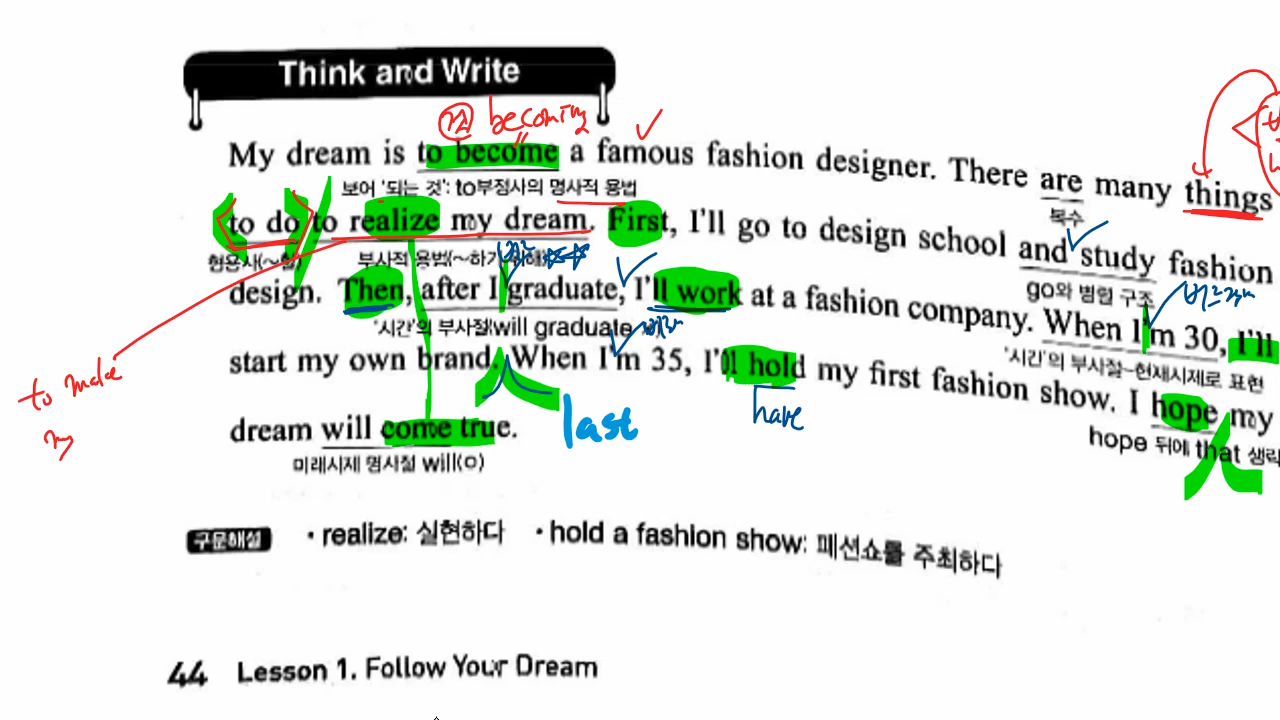 Think and Write
becoming
My dream is to become a famous fashion designer. There are many things
보어 '되는 것': to부정사의 명사적 용법
복수
to do to realize my dream. First, I'll go to design school and study fashion
형용사(~할) 부사적 용법(~하기 위해)
go와 병렬 구조
design. Then, after I graduate, I'll work at a fashion company. When I'm 30, I'll
'시간'의 부사절(will graduate
'시간'의 부사절-현재시제로 표현
start my own brand. When I'm 35, I'll hold my first fashion show. I hope my
to make
my
have
last
hope 뒤에 that 생략
dream will come true.
미래시제 명사절 will(o)
구문해설 · realize: 실현하다 · hold a fashion show: 패션쇼를 주최하다
44 Lesson 1. Follow Your Dream